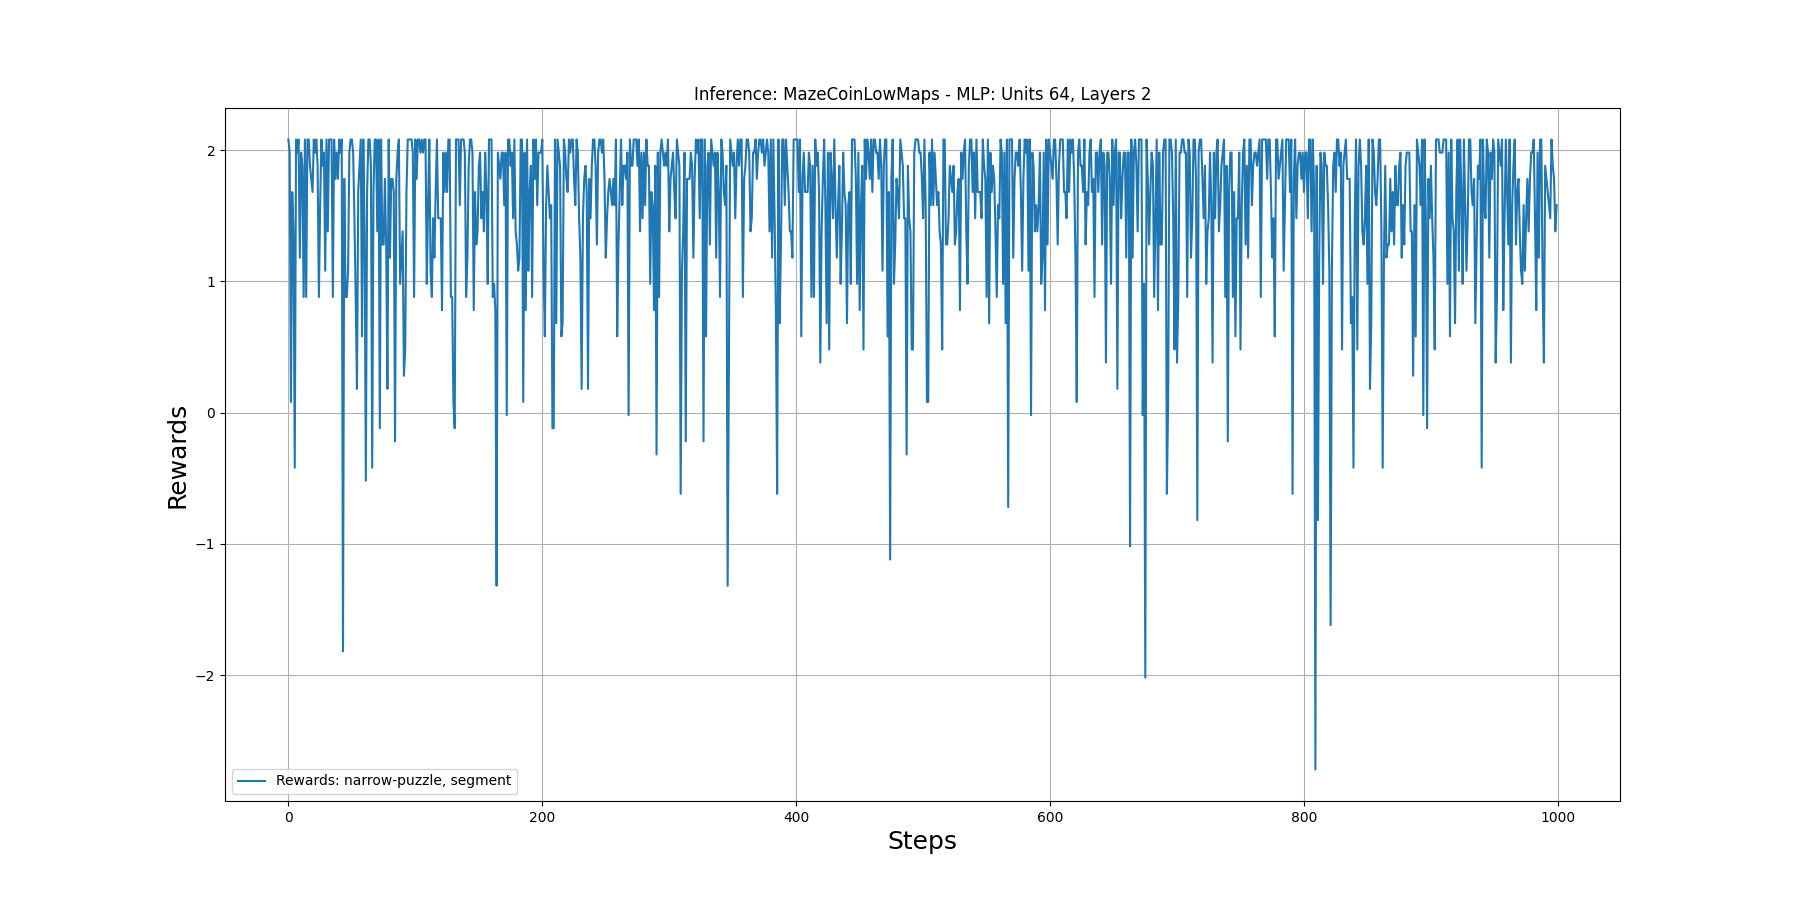 Inference: MazeCoinLowMaps - MLP: Units 64, Layers 2
Rewards
2
1
0
−1
−2
Rewards: narrow-puzzle, segment
0 200 400 600 800 1000
Steps